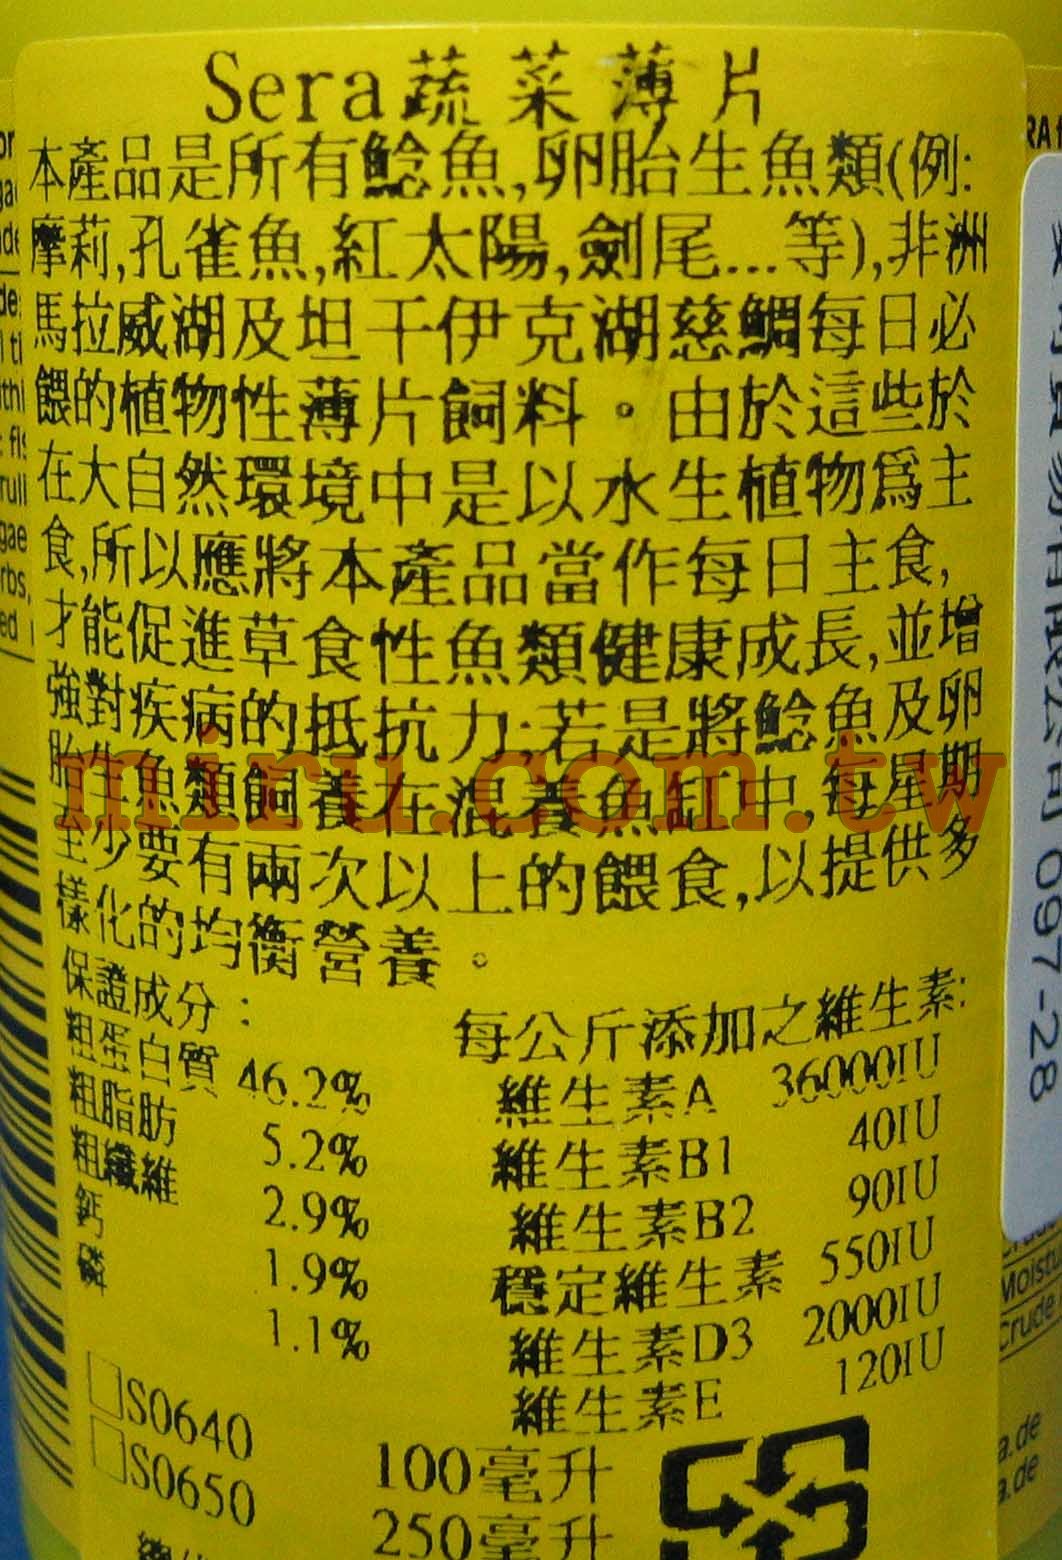 Sera蔬菜薄片
本產品是所有鯰魚,卵胎生魚類(例:
摩莉,孔雀魚,紅太陽,劍尾...等),非洲
馬拉威湖及坦干伊克湖慈鯛每日必
餵的植物性薄片飼料。由於這些於
在大自然環境中是以水生植物爲主
食,所以應將本產品當作每日主食,
才能促進草食性魚類健康成長,並增
強對疾病的抵抗力;若是將鯰魚及卵
胎生魚類飼養在混養魚缸中,每星期
至少要有兩次以上的餵食,以提供多
樣化的均衡營養。
miru.com.tw
保證成分:
粗蛋白質 46.2%
粗脂肪 5.2%
粗纖維 2.9%
鈣 1.9%
磷 1.1%
每公斤添加之維生素:
維生素A 36000IU
維生素B1 40IU
維生素B2 90IU
穩定維生素 550IU
維生素D3 2000IU
維生素E 120IU
□S0640 100毫升
□S0650 250毫升
公司 697-28
Moistu
Crude
a.de
a.de